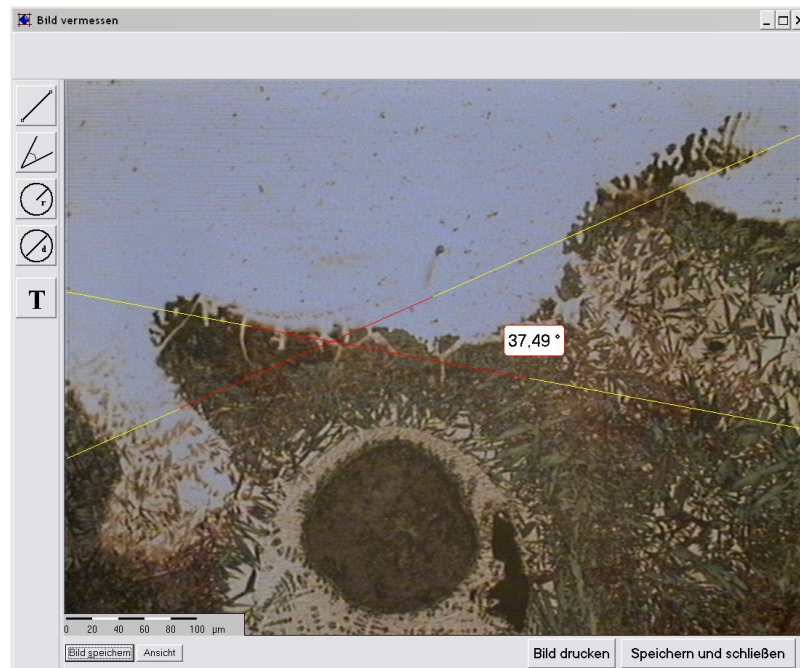 Bild vermessen
r
d
T
37,49 °
0 20 40 60 80 100 µm
Bild speichern Ansicht
Bild drucken Speichern und schließen